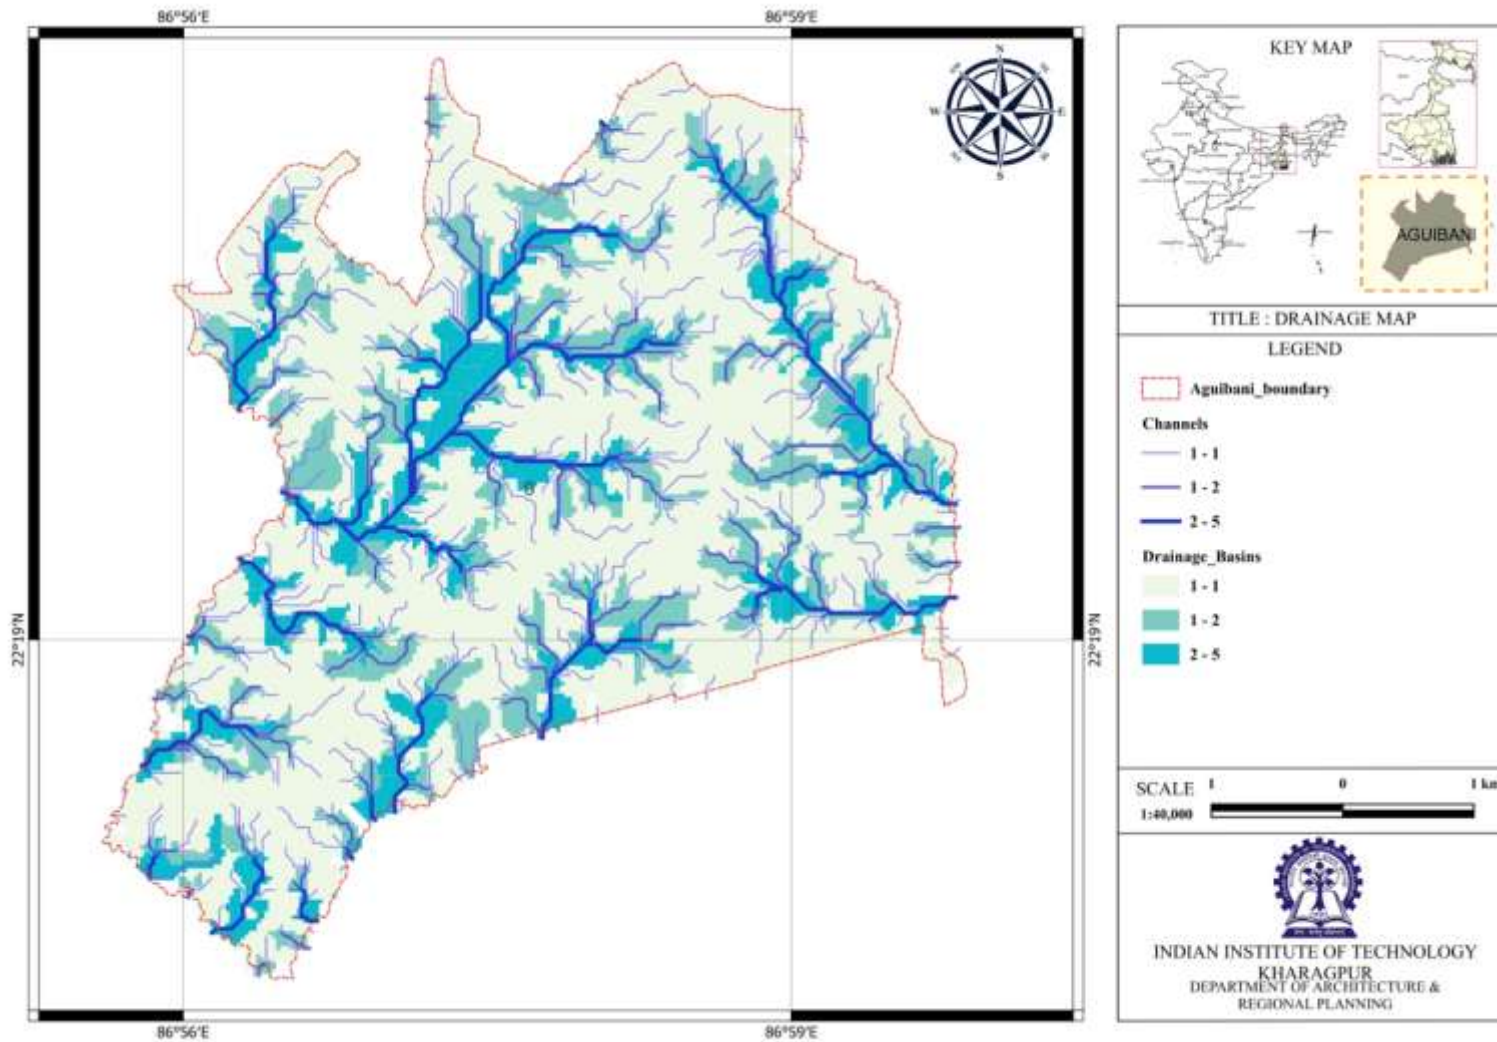 86°56'E 86°59'E
N
W E
S
22°19'N 22°19'N
86°56'E 86°59'E
KEY MAP
AGUIBANI
TITLE : DRAINAGE MAP
LEGEND
Aguibani_boundary
Channels
1 - 1
1 - 2
2 - 5
Drainage_Basins
1 - 1
1 - 2
2 - 5
SCALE 1 0 1 km
1:40,000
INDIAN INSTITUTE OF TECHNOLOGY
KHARAGPUR
DEPARTMENT OF ARCHITECTURE &
REGIONAL PLANNING